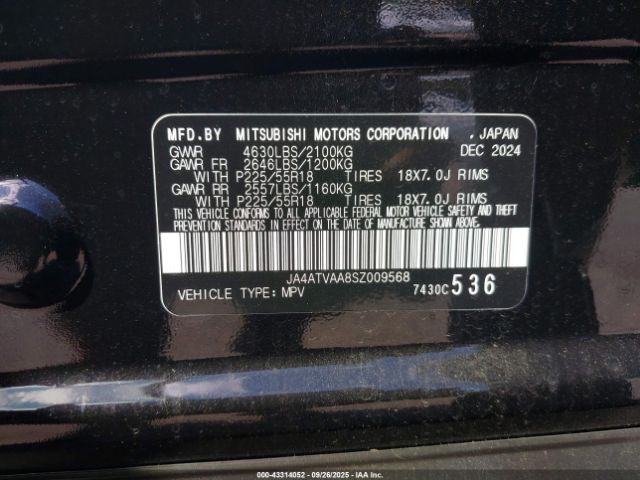 MFD.BY MITSUBISHI MOTORS CORPORATION , JAPAN
GVWR 4630LBS/2100KG DEC 2024
GAWR FR 2646LBS/1200KG
WITH P225/55R18 TIRES 18X7.0J RIMS
GAWR RR 2557LBS/1160KG
WITH P225/55R18 TIRES 18X7.0J RIMS
THIS VEHICLE CONFORMS TO ALL APPLICABLE FEDERAL MOTOR VEHICLE SAFETY AND THEFT
PREVENTION STANDARDS IN EFFECT ON THE DATE OF MANUFACTURE SHOWN ABOVE.
JA4ATVAA8SZ009568
VEHICLE TYPE: MPV 7430C 536
000-43314052 | 09/26/2025 | IAAI.com